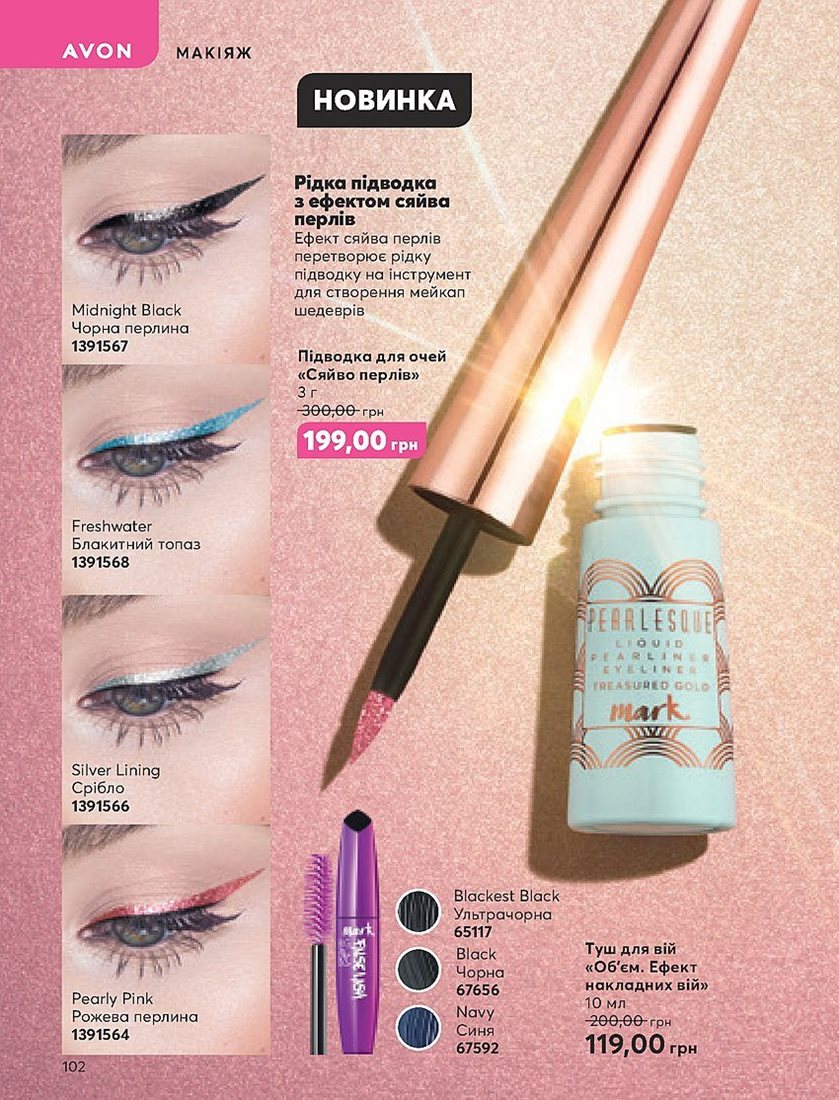 AVON
МАКІЯЖ
НОВИНКА
Рідка підводка
з ефектом сяйва
перлів
Ефект сяйва перлів
перетворює рідку
підводку на інструмент
для створення мейкап
шедеврів
Підводка для очей
«Сяйво перлів»
3 г
300,00 грн
199,00 грн
Midnight Black
Чорна перлина
1391567
Freshwater
Блакитний топаз
1391568
Silver Lining
Срібло
1391566
Pearly Pink
Рожева перлина
1391564
PEARLESQUE
LIQUID
PEARLINER
EYELINER
TREASURED GOLD
mark.
mark.
FALSE LASH
Blackest Black
Ультрачорна
65117
Black
Чорна
67656
Navy
Синя
67592
Туш для вій
«Об’єм. Ефект
накладних вій»
10 мл
200,00 грн
119,00 грн
102